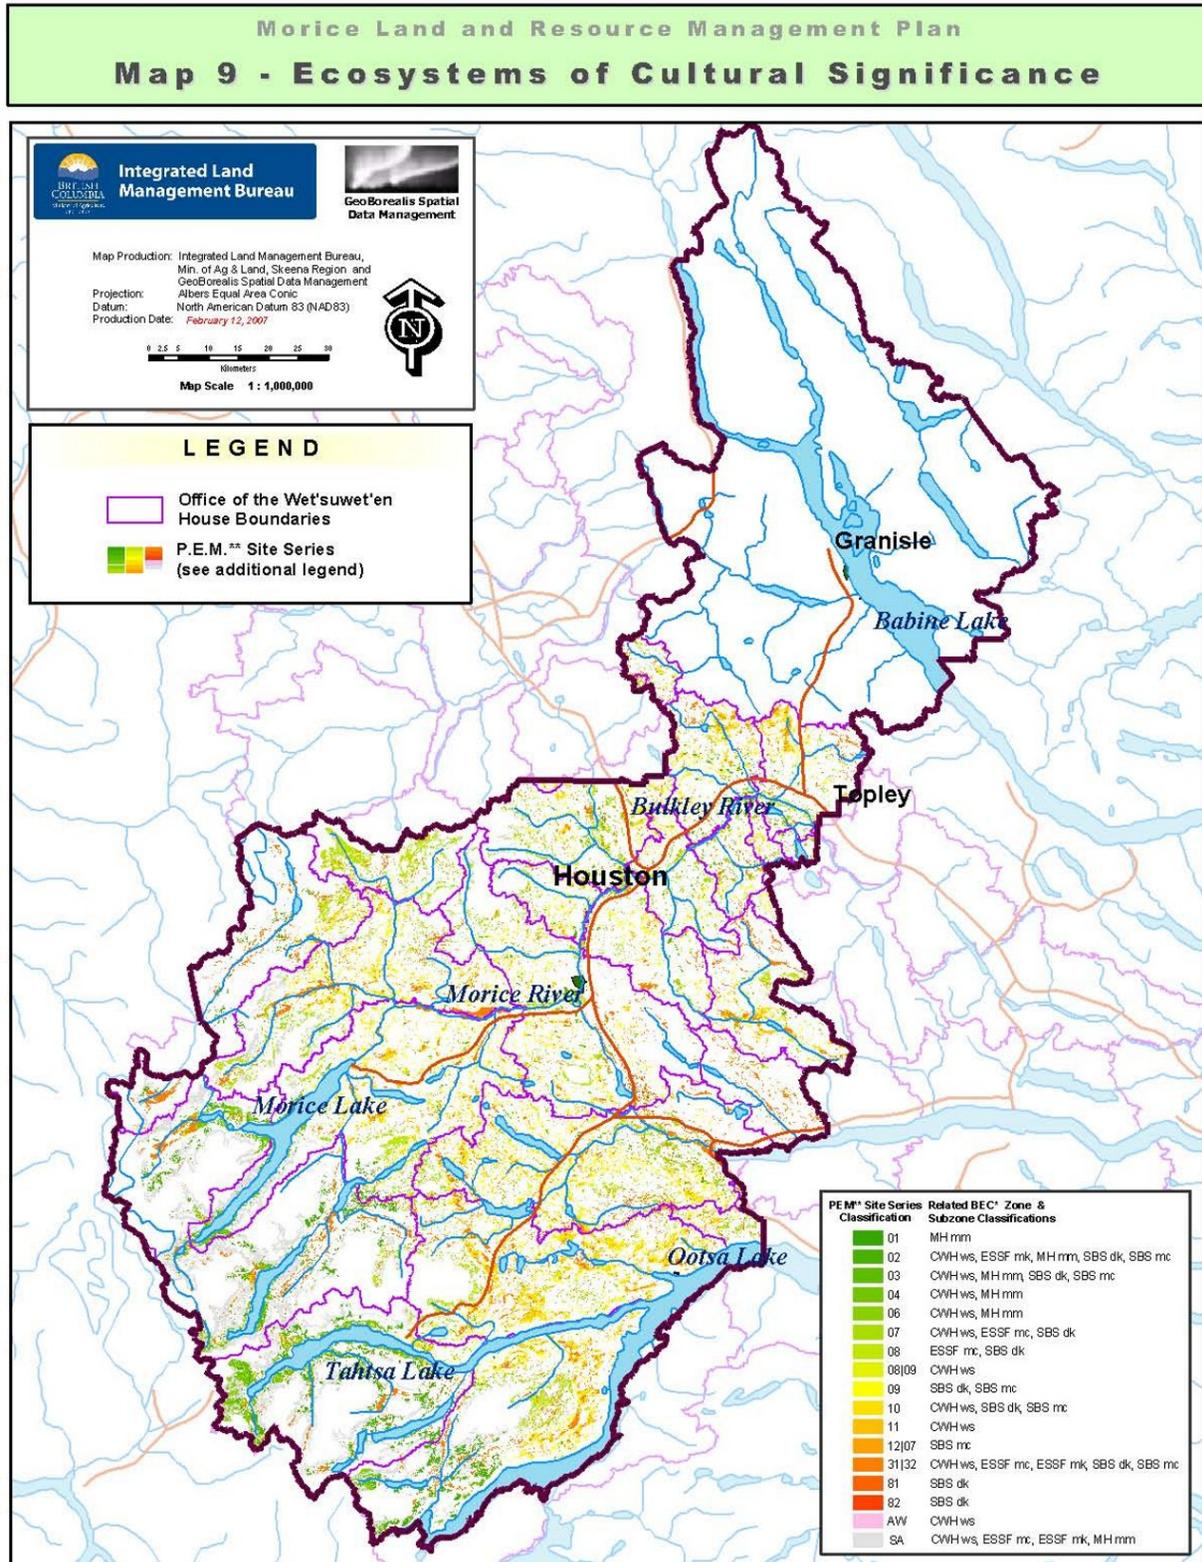 Morice Land and Resource Management Plan
Map 9 - Ecosystems of Cultural Significance
BRITISH
COLUMBIA
Integrated Land
Management Bureau
GeoBorealis Spatial
Data Management
Map Production: Integrated Land Management Bureau,
Min. of Ag & Land, Skeena Region and
GeoBorealis Spatial Data Management
Projection: Albers Equal Area Conic
Datum: North American Datum 83 (NAD83)
Production Date: February 12, 2007
N
0 2.5 5 10 15 20 25 30
Kilometers
Map Scale 1 : 1,000,000
LEGEND
Office of the Wet'suwet'en
House Boundaries
P.E.M.** Site Series
(see additional legend)
Granisle
Babine Lake
Topley
Bulkley River
Houston
Morice River
Morice Lake
Ootsa Lake
Tahtsa Lake
PEM** Site Series Related BEC* Zone &
Classification Subzone Classifications
01 MH mm
02 CWH ws, ESSF mk, MH mm, SBS dk, SBS mc
03 CWH ws, MH mm, SBS dk, SBS mc
04 CWH ws, MH mm
06 CWH ws, MH mm
07 CWH ws, ESSF mc, SBS dk
08 ESSF mc, SBS dk
08|09 CWH ws
09 SBS dk, SBS mc
10 CWH ws, SBS dk, SBS mc
11 CWH ws
12|07 SBS mc
31|32 CWH ws, ESSF mc, ESSF mk, SBS dk, SBS mc
81 SBS dk
82 SBS dk
AW CWH ws
SA CWH ws, ESSF mc, ESSF mk, MH mm